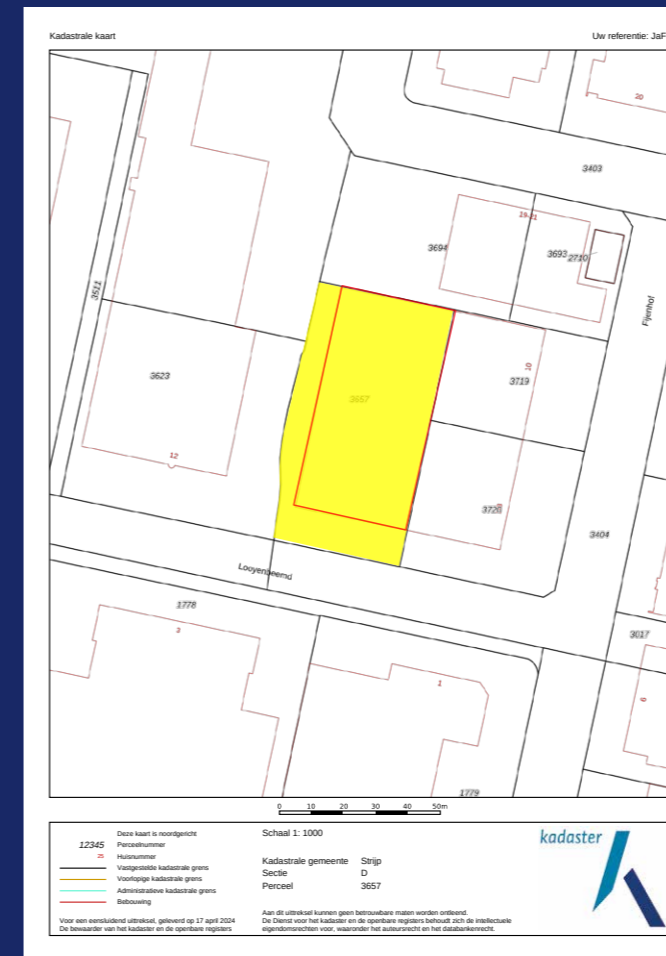 Kadastrale kaart
Uw referentie: JaF
20
3403
19-21
3694
3693
2710
3511
Fijenhof
10
3623
3657
3719
12
3404
Looyenbeemd
1778
3017
3
1
6
1779
0 10 20 30 40 50m
Deze kaart is noordgericht
12345 Perceelnummer
25 Huisnummer
Vastgestelde kadastrale grens
Voorlopige kadastrale grens
Administratieve kadastrale grens
Bebouwing
Voor een eensluidend uittreksel, geleverd op 17 april 2024
De bewaarder van het kadaster en de openbare registers
Schaal 1: 1000
Kadastrale gemeente Strijp
Sectie D
Perceel 3657
Aan dit uittreksel kunnen geen betrouwbare maten worden ontleend.
De Dienst voor het kadaster en de openbare registers behoudt zich de intellectuele
eigendomsrechten voor, waaronder het auteursrecht en het databankenrecht.
kadaster